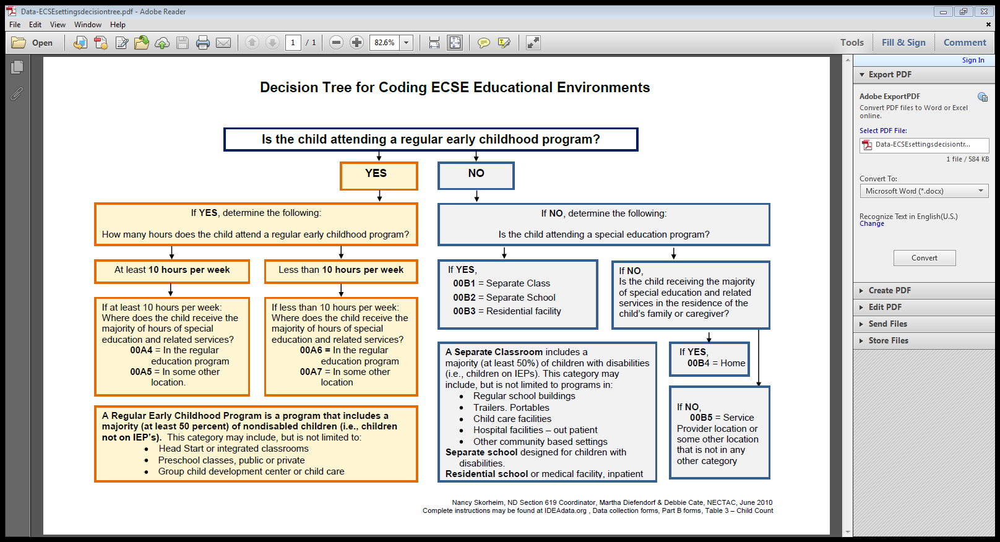 Data-ECSEsettingsdecisiontree.pdf - Adobe Reader
File Edit View Window Help
Open
1 / 1
82.6%
Tools
Fill & Sign
Comment
Decision Tree for Coding ECSE Educational Environments
Is the child attending a regular early childhood program?
YES
NO
If YES, determine the following:
How many hours does the child attend a regular early childhood program?
If NO, determine the following:
Is the child attending a special education program?
At least 10 hours per week
Less than 10 hours per week
If at least 10 hours per week:
Where does the child receive the
majority of hours of special
education and related services?
00A4 = In the regular
education program
00A5 = In some other
location.
If less than 10 hours per week:
Where does the child receive the
majority of hours of special
education and related services?
00A6 = In the regular
education program
00A7 = In some other
location
A Regular Early Childhood Program is a program that includes a
majority (at least 50 percent) of nondisabled children (i.e., children
not on IEP's). This category may include, but is not limited to:
• Head Start or integrated classrooms
• Preschool classes, public or private
• Group child development center or child care
If YES,
00B1 = Separate Class
00B2 = Separate School
00B3 = Residential facility
If NO,
Is the child receiving the majority
of special education and related
services in the residence of the
child's family or caregiver?
A Separate Classroom includes a
majority (at least 50%) of children with disabilities
(i.e., children on IEPs). This category may
include, but is not limited to programs in:
• Regular school buildings
• Trailers. Portables
• Child care facilities
• Hospital facilities – out patient
• Other community based settings
Separate school designed for children with
disabilities.
Residential school or medical facility, inpatient
If YES,
00B4 = Home
If NO,
00B5 = Service
Provider location or
some other location
that is not in any
other category
Nancy Skorheim, ND Section 619 Coordinator, Martha Diefendorf & Debbie Cate, NECTAC, June 2010
Complete instructions may be found at IDEAdata.org , Data collection forms, Part B forms, Table 3 – Child Count
Sign In
Export PDF
Adobe ExportPDF
Convert PDF files to Word or Excel
online.
Select PDF File:
Data-ECSEsettingsdecisiontr...
1 file / 584 KB
Convert To:
Microsoft Word (*.docx)
Recognize Text in English(U.S.)
Change
Convert
Create PDF
Edit PDF
Send Files
Store Files